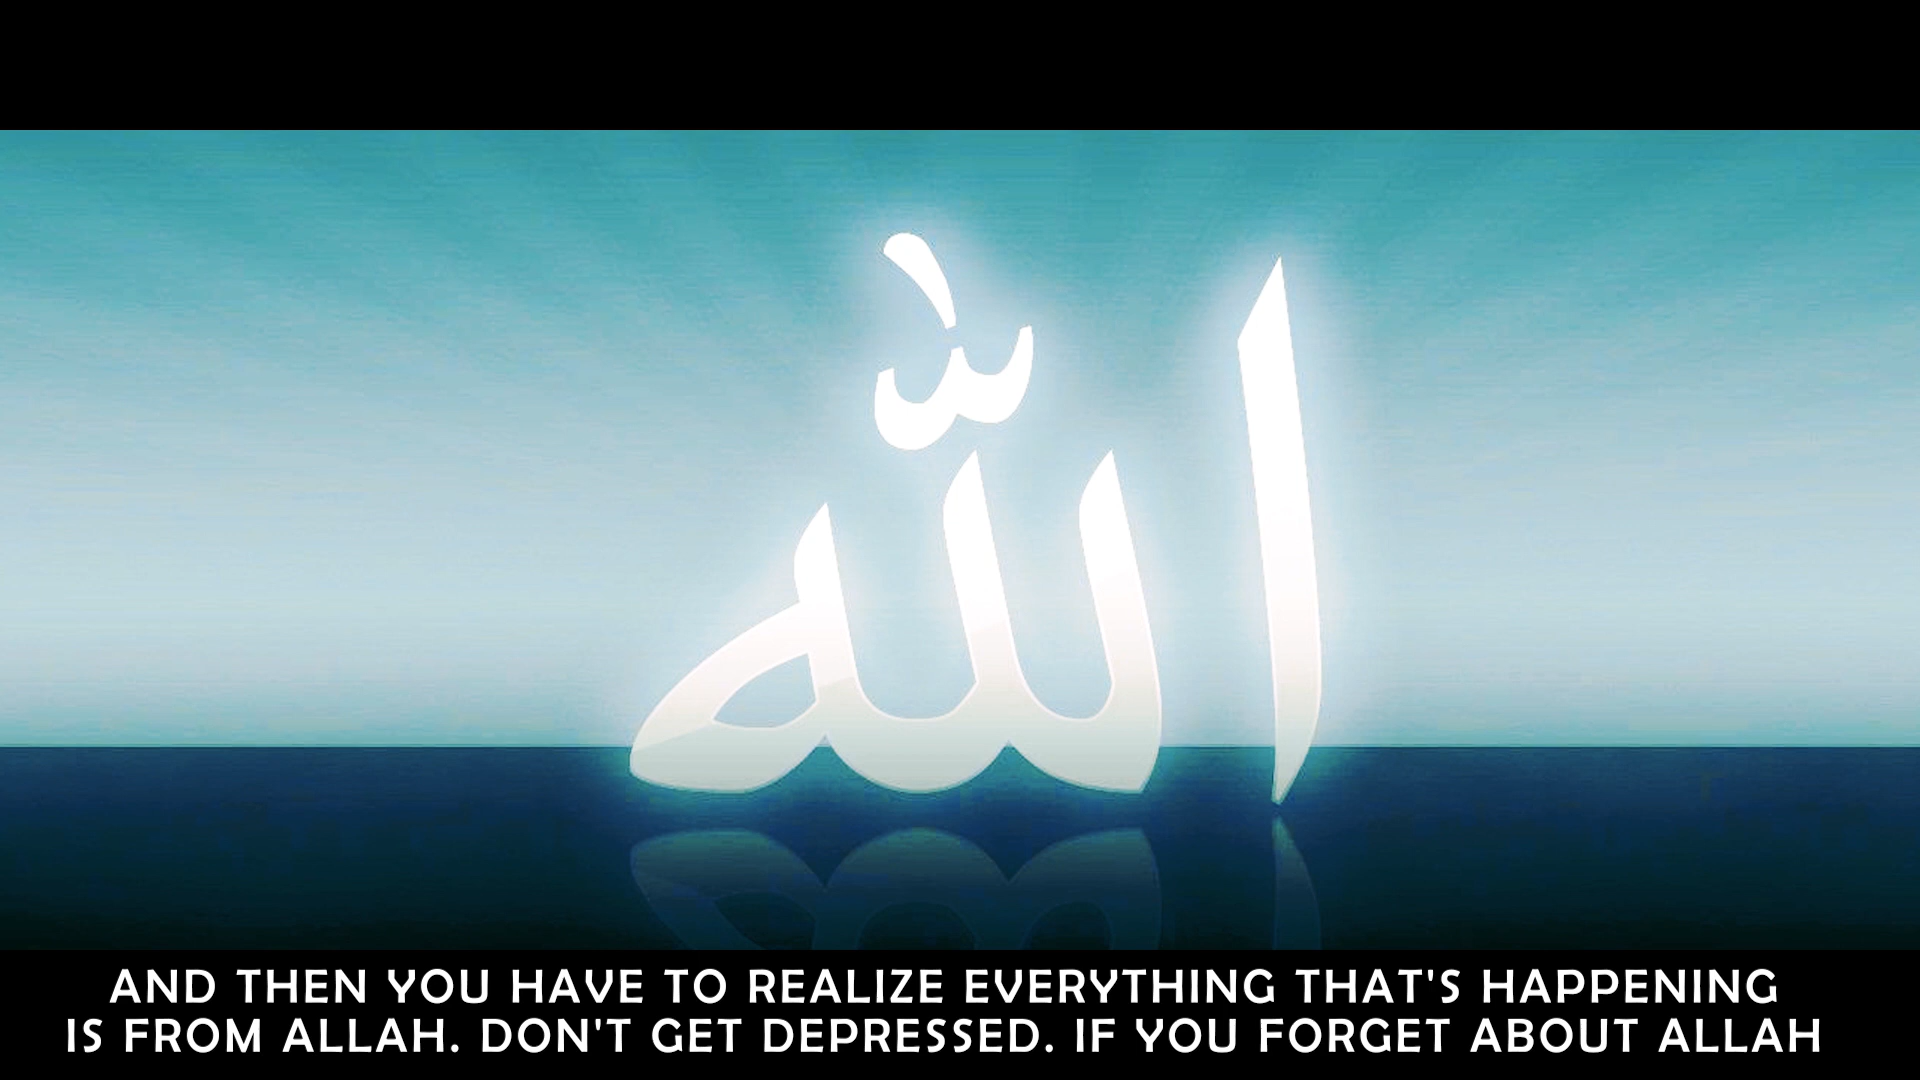 الله
AND THEN YOU HAVE TO REALIZE EVERYTHING THAT'S HAPPENING
IS FROM ALLAH. DON'T GET DEPRESSED. IF YOU FORGET ABOUT ALLAH